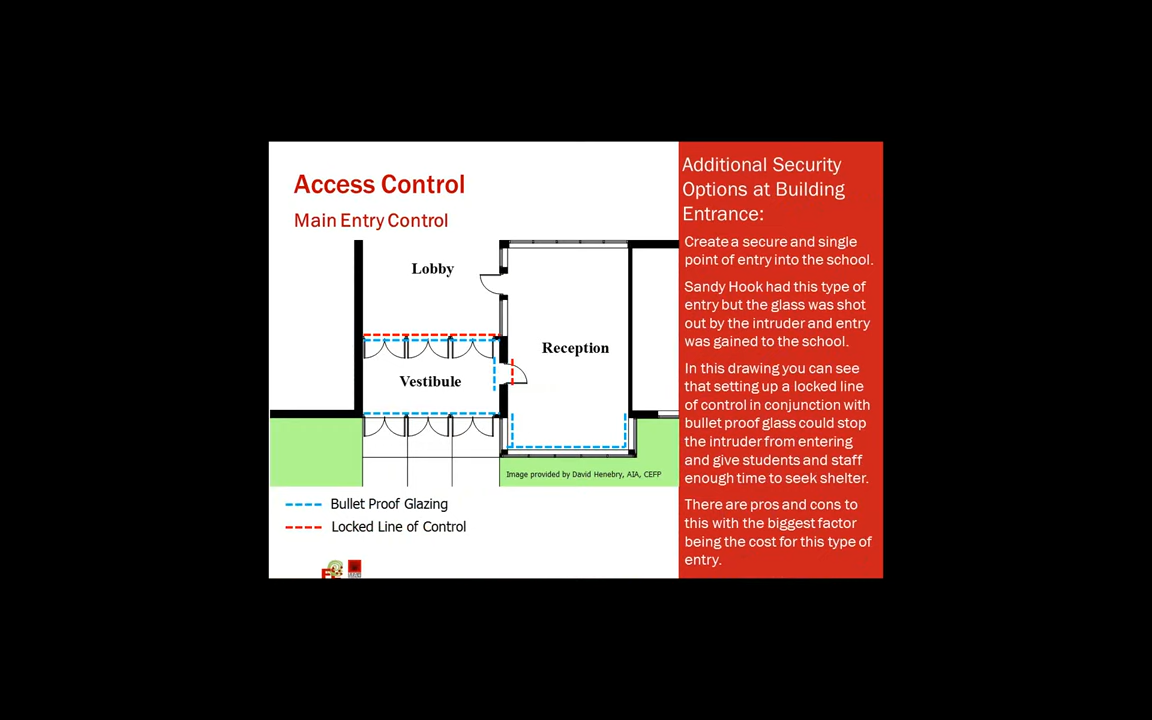 Access Control
Main Entry Control
Lobby
Reception
Vestibule
Image provided by David Henebry, AIA, CEFP
Bullet Proof Glazing
Locked Line of Control
Additional Security
Options at Building
Entrance:
Create a secure and single
point of entry into the school.
Sandy Hook had this type of
entry but the glass was shot
out by the intruder and entry
was gained to the school.
In this drawing you can see
that setting up a locked line
of control in conjunction with
bullet proof glass could stop
the intruder from entering
and give students and staff
enough time to seek shelter.
There are pros and cons to
this with the biggest factor
being the cost for this type of
entry.